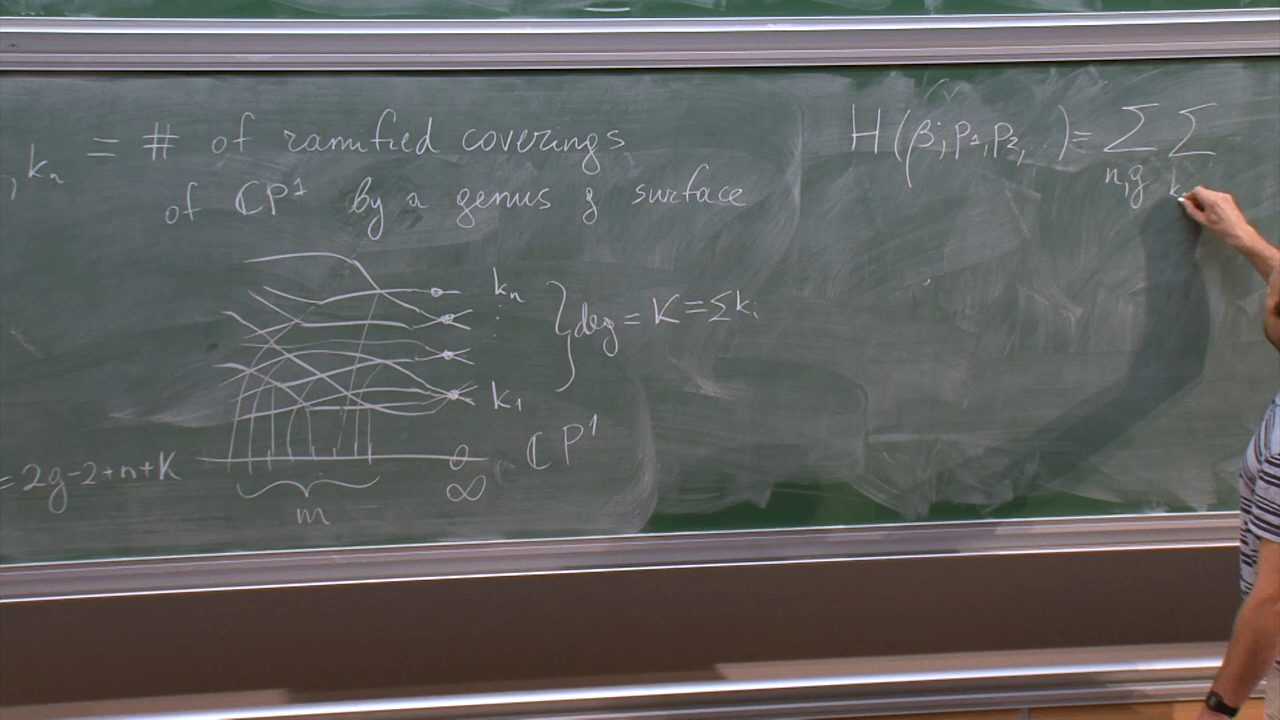 , kₙ = # of ramified coverings
of ℂP¹ by a genus g surface
kₙ
⋮
k₁
} deg = K = Σkᵢ
ℂP¹
∞
m
= 2g-2+n+K
H(β; p₁, p₂, ) = Σ Σ
n,g k